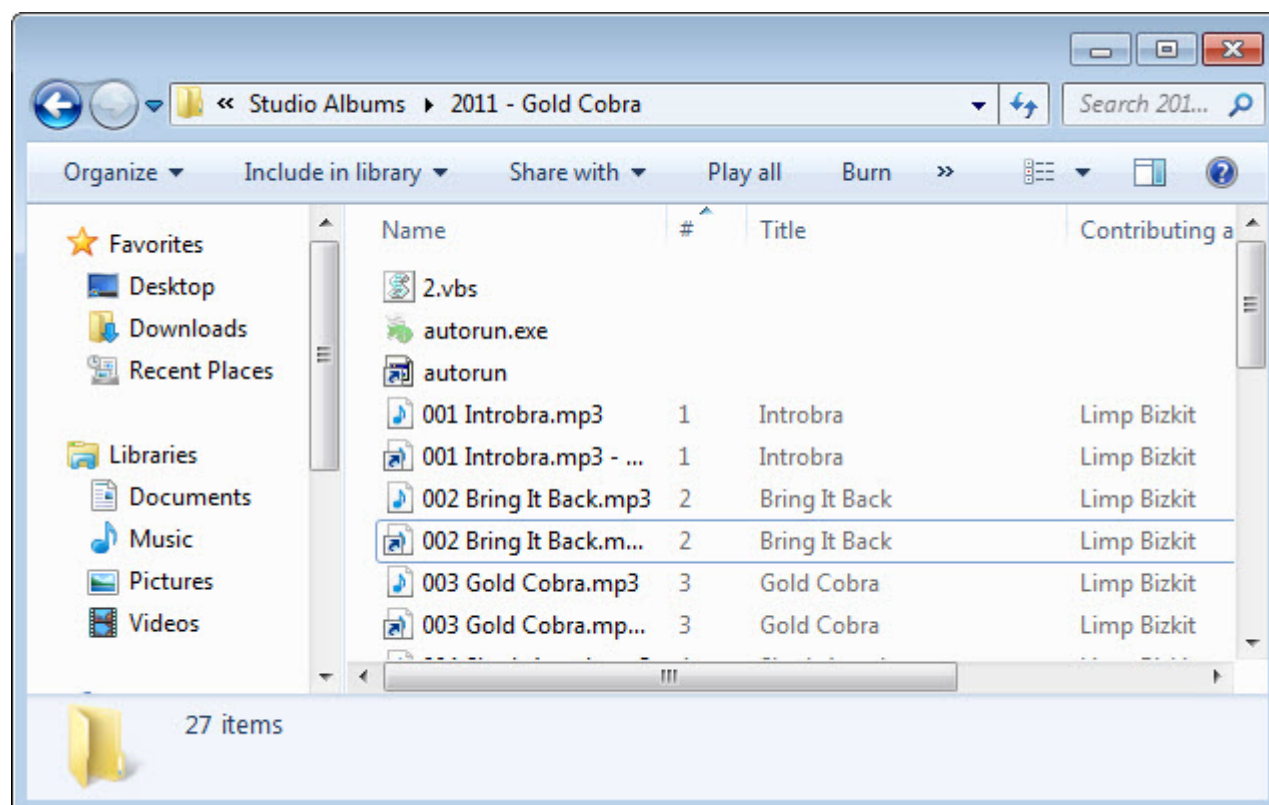 « Studio Albums ▸ 2011 - Gold Cobra Search 201...
Organize Include in library Share with Play all Burn »
Name # Title Contributing a
Favorites
Desktop
Downloads
Recent Places
Libraries
Documents
Music
Pictures
Videos
2.vbs
autorun.exe
autorun
001 Introbra.mp3 1 Introbra Limp Bizkit
001 Introbra.mp3 - ... 1 Introbra Limp Bizkit
002 Bring It Back.mp3 2 Bring It Back Limp Bizkit
002 Bring It Back.m... 2 Bring It Back Limp Bizkit
003 Gold Cobra.mp3 3 Gold Cobra Limp Bizkit
003 Gold Cobra.mp... 3 Gold Cobra Limp Bizkit
27 items